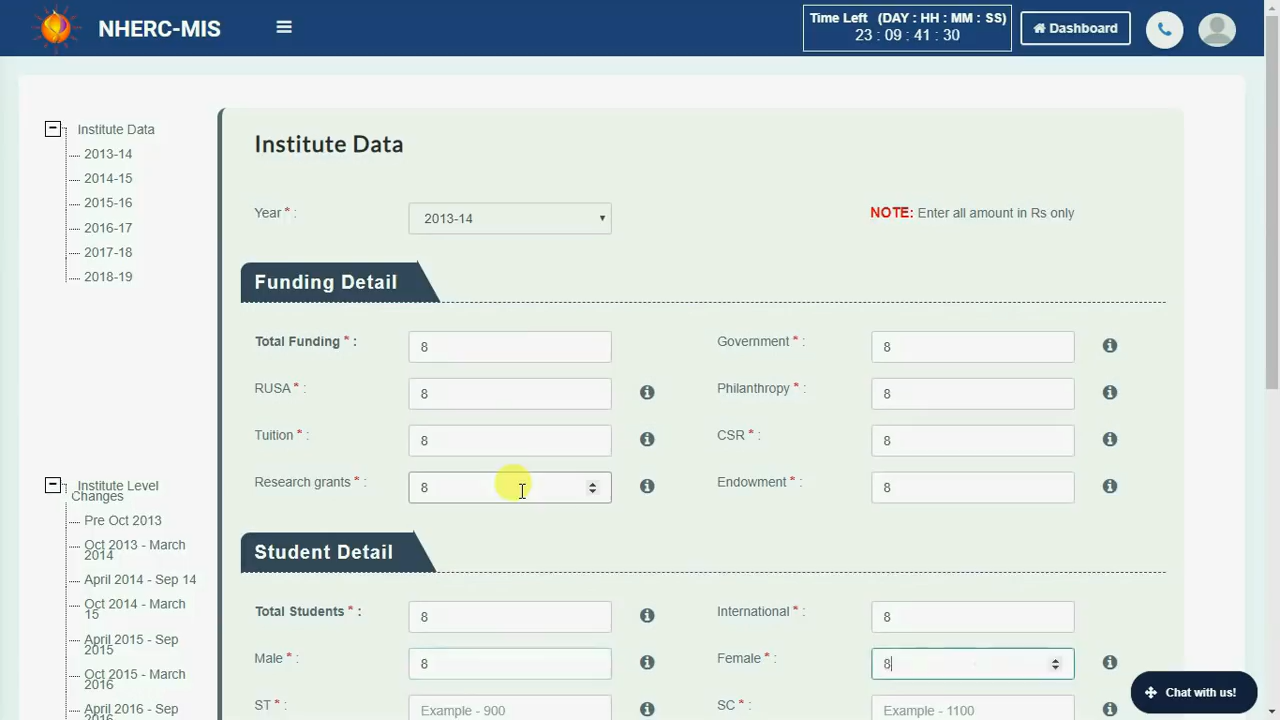 NHERC-MIS
Time Left (DAY : HH : MM : SS)
23 : 09 : 41 : 30
Dashboard
Institute Data
2013-14
2014-15
2015-16
2016-17
2017-18
2018-19
Institute Level
Changes
Pre Oct 2013
Oct 2013 - March
2014
April 2014 - Sep 14
Oct 2014 - March
15
April 2015 - Sep
2015
Oct 2015 - March
2016
April 2016 - Sep
2016
Institute Data
Year * :
2013-14
NOTE: Enter all amount in Rs only
Funding Detail
Total Funding * : 8
Government * : 8
RUSA * : 8
Philanthropy * : 8
Tuition * : 8
CSR * : 8
Research grants * : 8
Endowment * : 8
Student Detail
Total Students * : 8
International * : 8
Male * : 8
Female * : 8
ST * : Example - 900
SC * : Example - 1100
Chat with us!